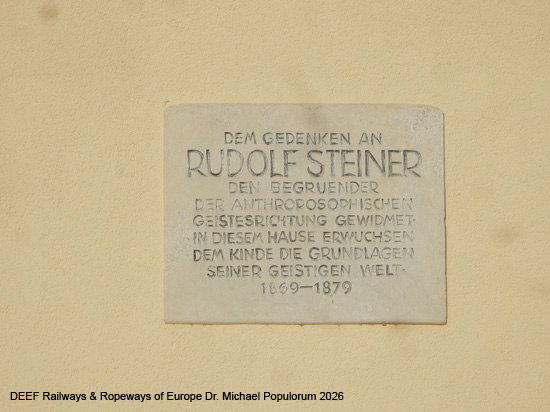 DEM GEDENKEN AN
RUDOLF STEINER
DEN BEGRUENDER
DER ANTHROPOSOPHISCHEN
GEISTESRICHTUNG GEWIDMET·
·IN DIESEM HAUSE ERWUCHSEN
DEM KINDE DIE GRUNDLAGEN
SEINER GEISTIGEN WELT·
1869—1879
DEEF Railways & Ropeways of Europe Dr. Michael Populorum 2026